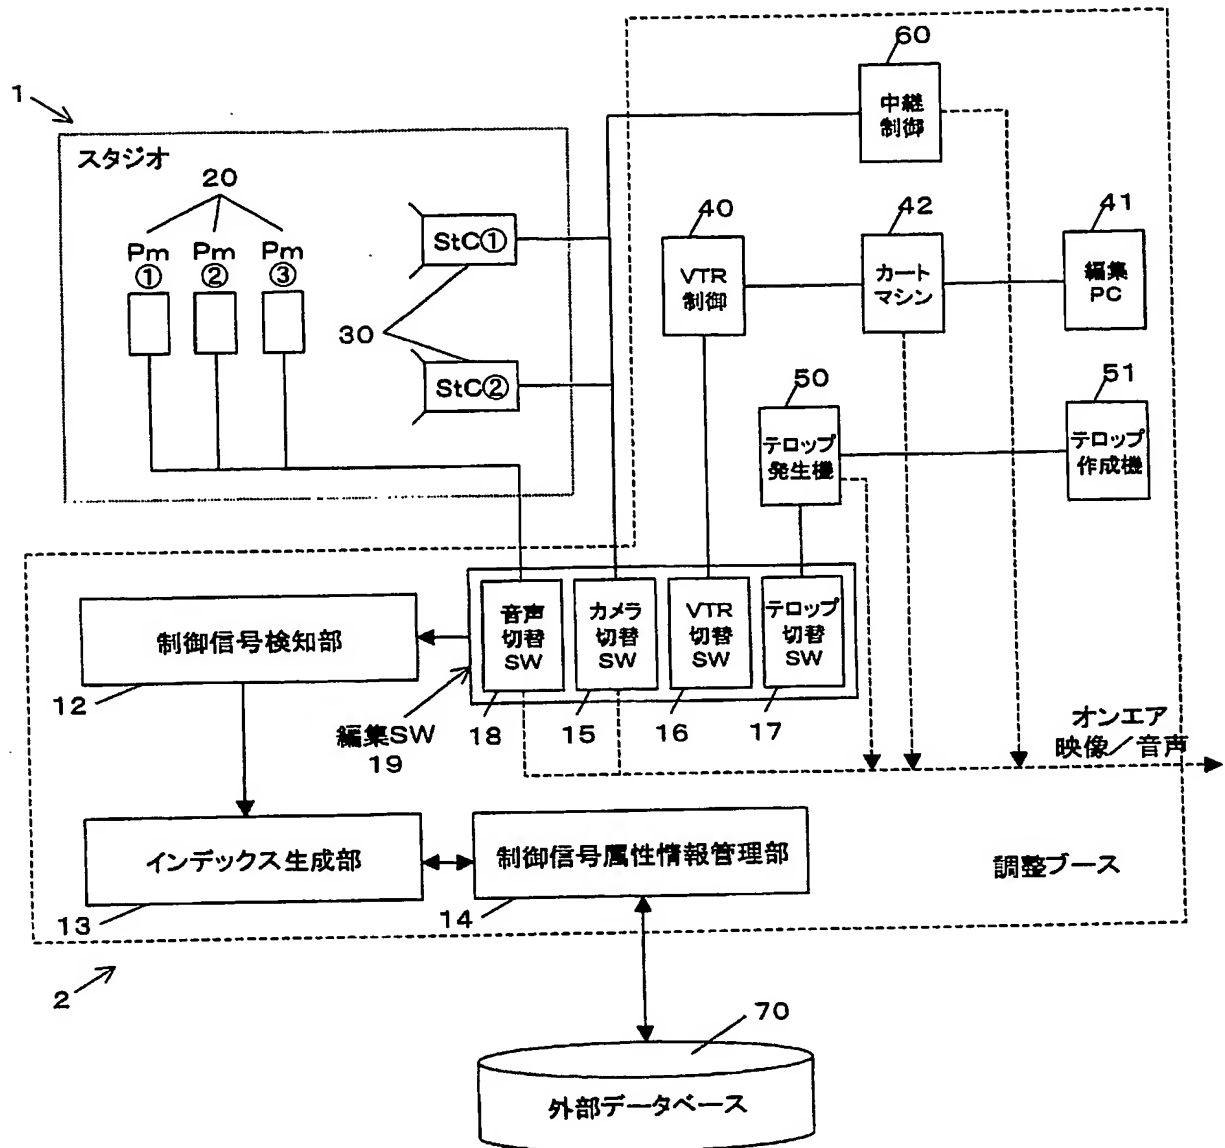 60
1
中継
制御
スタジオ
20
40
42
41
Pm
①
Pm
②
Pm
③
StC①
VTR
制御
カート
マシン
編集
PC
30
StC②
50
51
テロップ
発生機
テロップ
作成機
制御信号検知部
音声
切替
SW
カメラ
切替
SW
VTR
切替
SW
テロップ
切替
SW
12
編集SW
19
18
15
16
17
オンエア
映像/音声
インデックス生成部
制御信号属性情報管理部
調整ブース
13
14
2
70
外部データベース